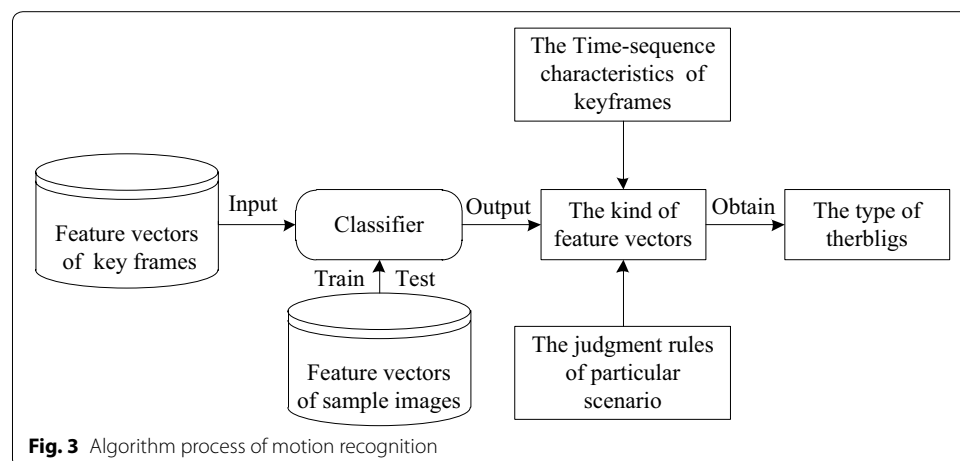 The Time-sequence
characteristics of
keyframes
Feature vectors
of key frames
Input
Classifier
Output
The kind of
feature vectors
Obtain
The type of
therbligs
Train Test
Feature vectors
of sample images
The judgment rules
of particular
scenario
Fig. 3 Algorithm process of motion recognition